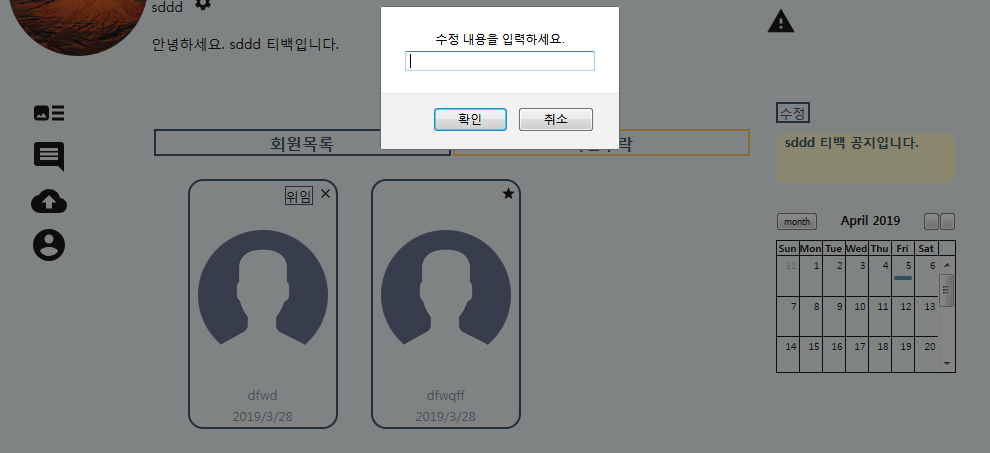 sddd
안녕하세요. sddd 티백입니다.
수정 내용을 입력하세요.
확인
취소
회원목록
락
위임
dfwd
2019/3/28
dfwqff
2019/3/28
수정
sddd 티백 공지입니다.
month
April 2019
Sun Mon Tue Wed Thu Fri Sat
31 1 2 3 4 5 6
7 8 9 10 11 12 13
14 15 16 17 18 19 20